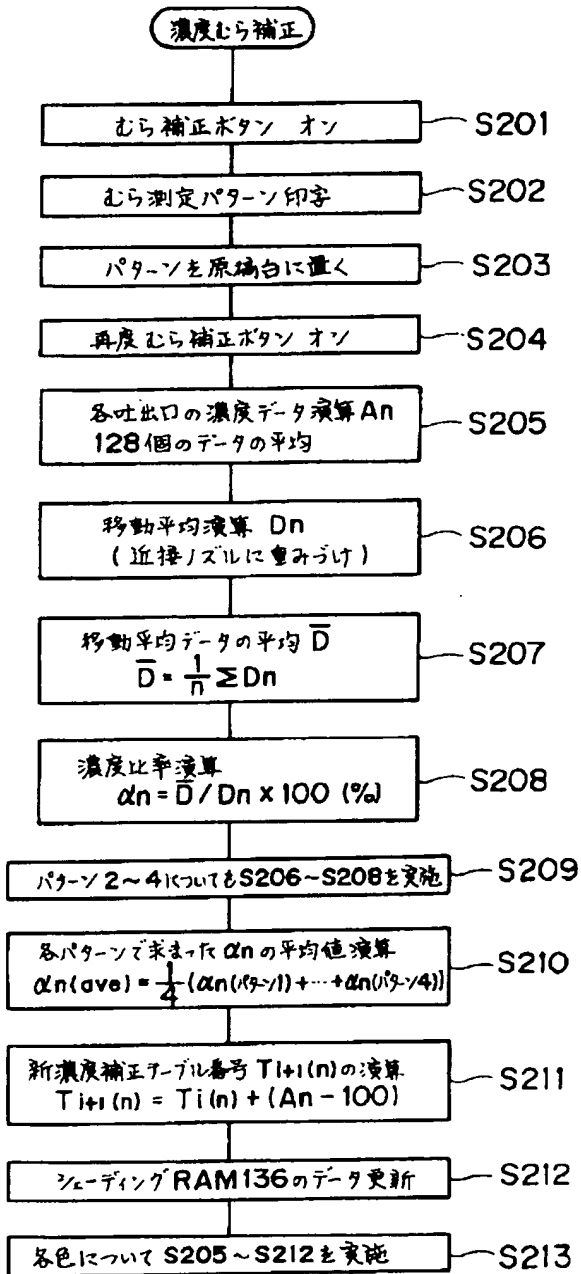 濃度むら補正
むら補正ボタン オン
S201
むら測定パターン印字
S202
パターンを原稿台に置く
S203
再度むら補正ボタン オン
S204
各吐出口の濃度データ演算 An
128個のデータの平均
S205
移動平均演算 Dn
(近接ノズルに重みづけ)
S206
移動平均データの平均 D̅
D̅ = 1/n ΣDn
S207
濃度比率演算
αn = D̅ / Dn × 100 (%)
S208
パターン 2〜4についてもS206〜S208を実施
S209
各パターンで求まった αn の平均値演算
αn(ave) = 1/4 (αn(パターン1) + ··· + αn(パターン4))
S210
新濃度補正テーブル番号 Ti+1(n)の演算
Ti+1(n) = Ti(n) + (An − 100)
S211
シェーディングRAM136のデータ更新
S212
各色について S205〜S212を実施
S213